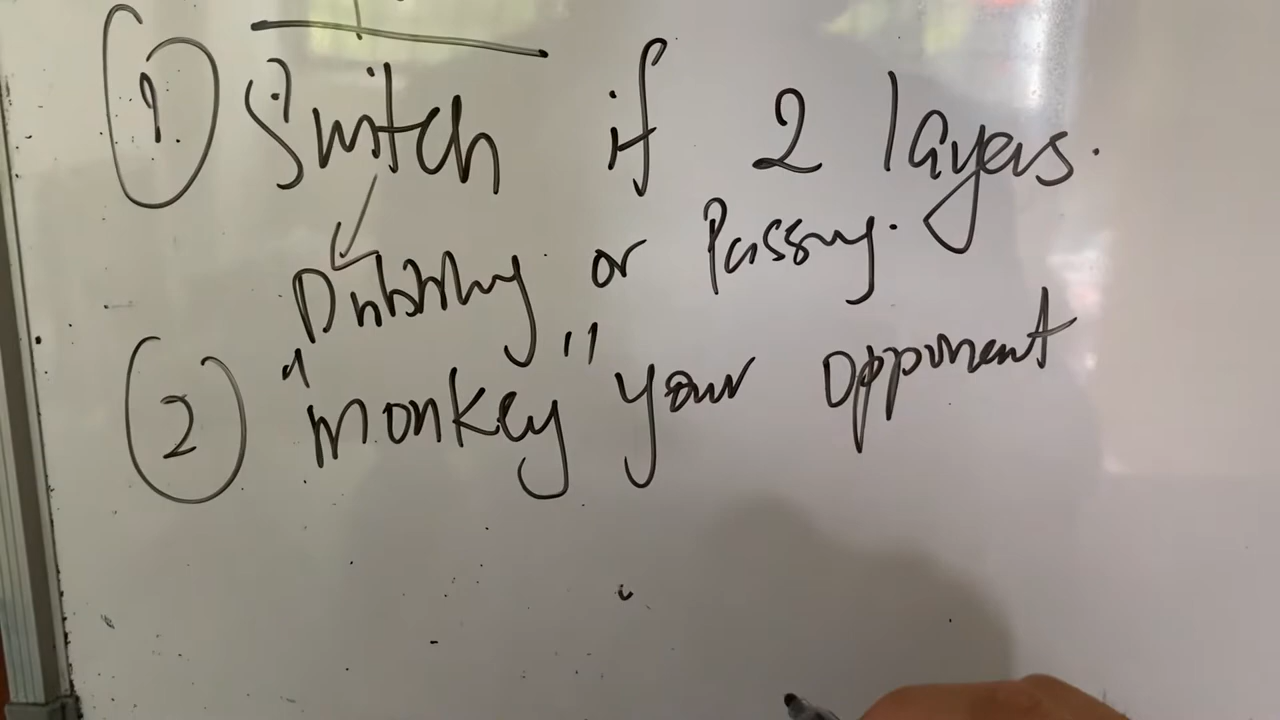 1 Switch if 2 layers.
Dribbling or Passing.
2 "monkey" your opponent